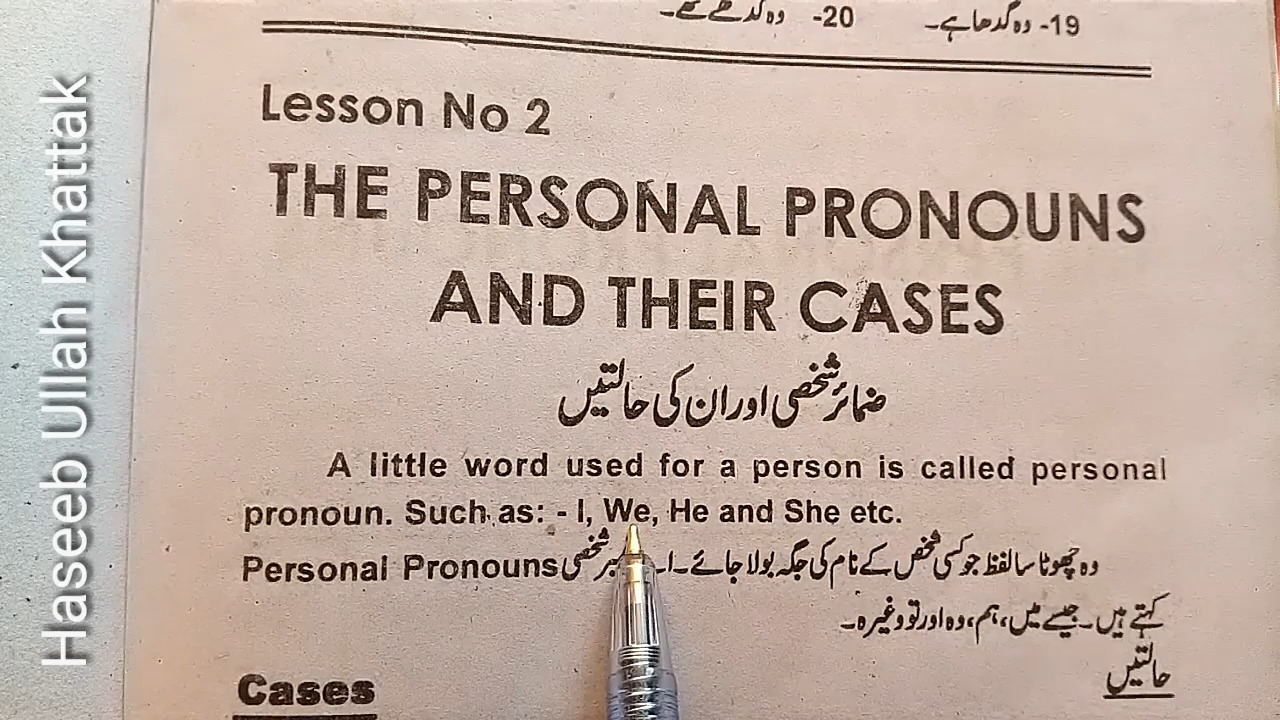 19- وہ گدھا ہے۔ 20- وہ گدھے تھے۔
Lesson No 2
THE PERSONAL PRONOUNS
AND THEIR CASES
ضمائر شخصی اور ان کی حالتیں
A little word used for a person is called personal
pronoun. Such as: - I, We, He and She etc.
وہ چھوٹا سا لفظ جو کسی شخص کے نام کی جگہ بولا جائے۔ شخصی Personal Pronouns
کہتے ہیں۔ جیسے میں، ہم، وہ اور تو وغیرہ۔
Cases حالتیں
Haseeb Ullah Khattak